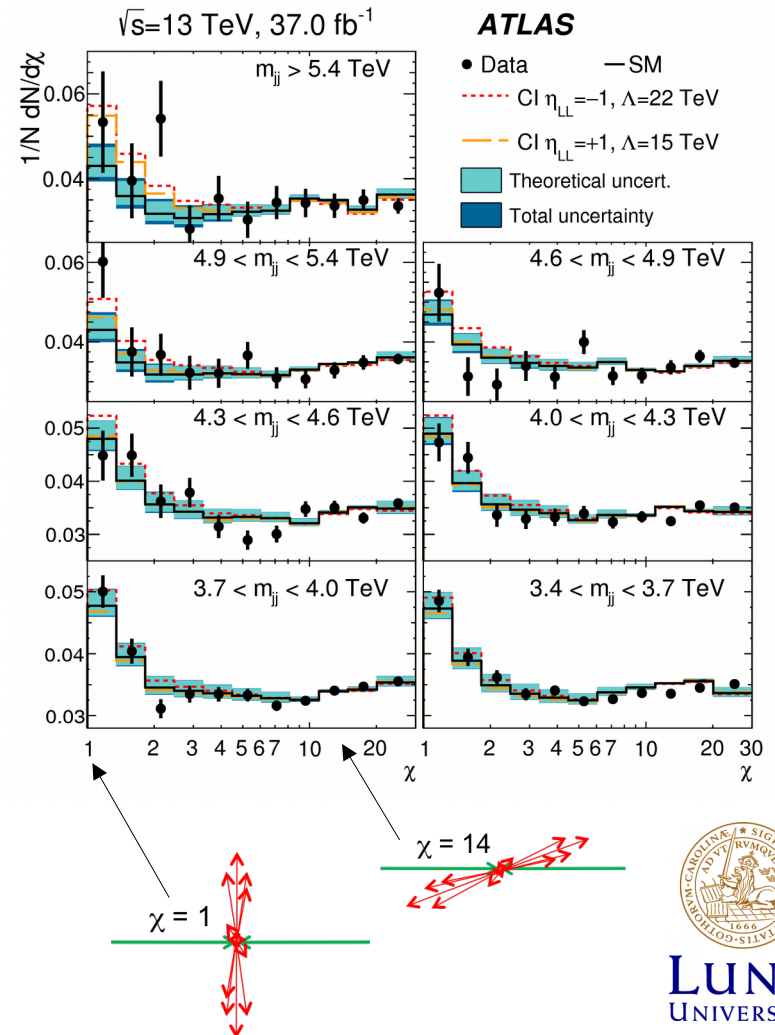 √s=13 TeV, 37.0 fb⁻¹
ATLAS
Data
SM
CI η_LL=−1, Λ=22 TeV
CI η_LL=+1, Λ=15 TeV
Theoretical uncert.
Total uncertainty
1/N dN/dχ
m_jj > 5.4 TeV
0.06
0.04
4.9 < m_jj < 5.4 TeV
4.6 < m_jj < 4.9 TeV
0.06
0.04
4.3 < m_jj < 4.6 TeV
4.0 < m_jj < 4.3 TeV
0.05
0.04
0.03
3.7 < m_jj < 4.0 TeV
3.4 < m_jj < 3.7 TeV
0.05
0.04
0.03
1 2 3 4 5 6 7 10 20
1 2 3 4 5 6 7 10 20 30
χ
χ
χ = 14
χ = 1
1666
LUN
UNIVERS